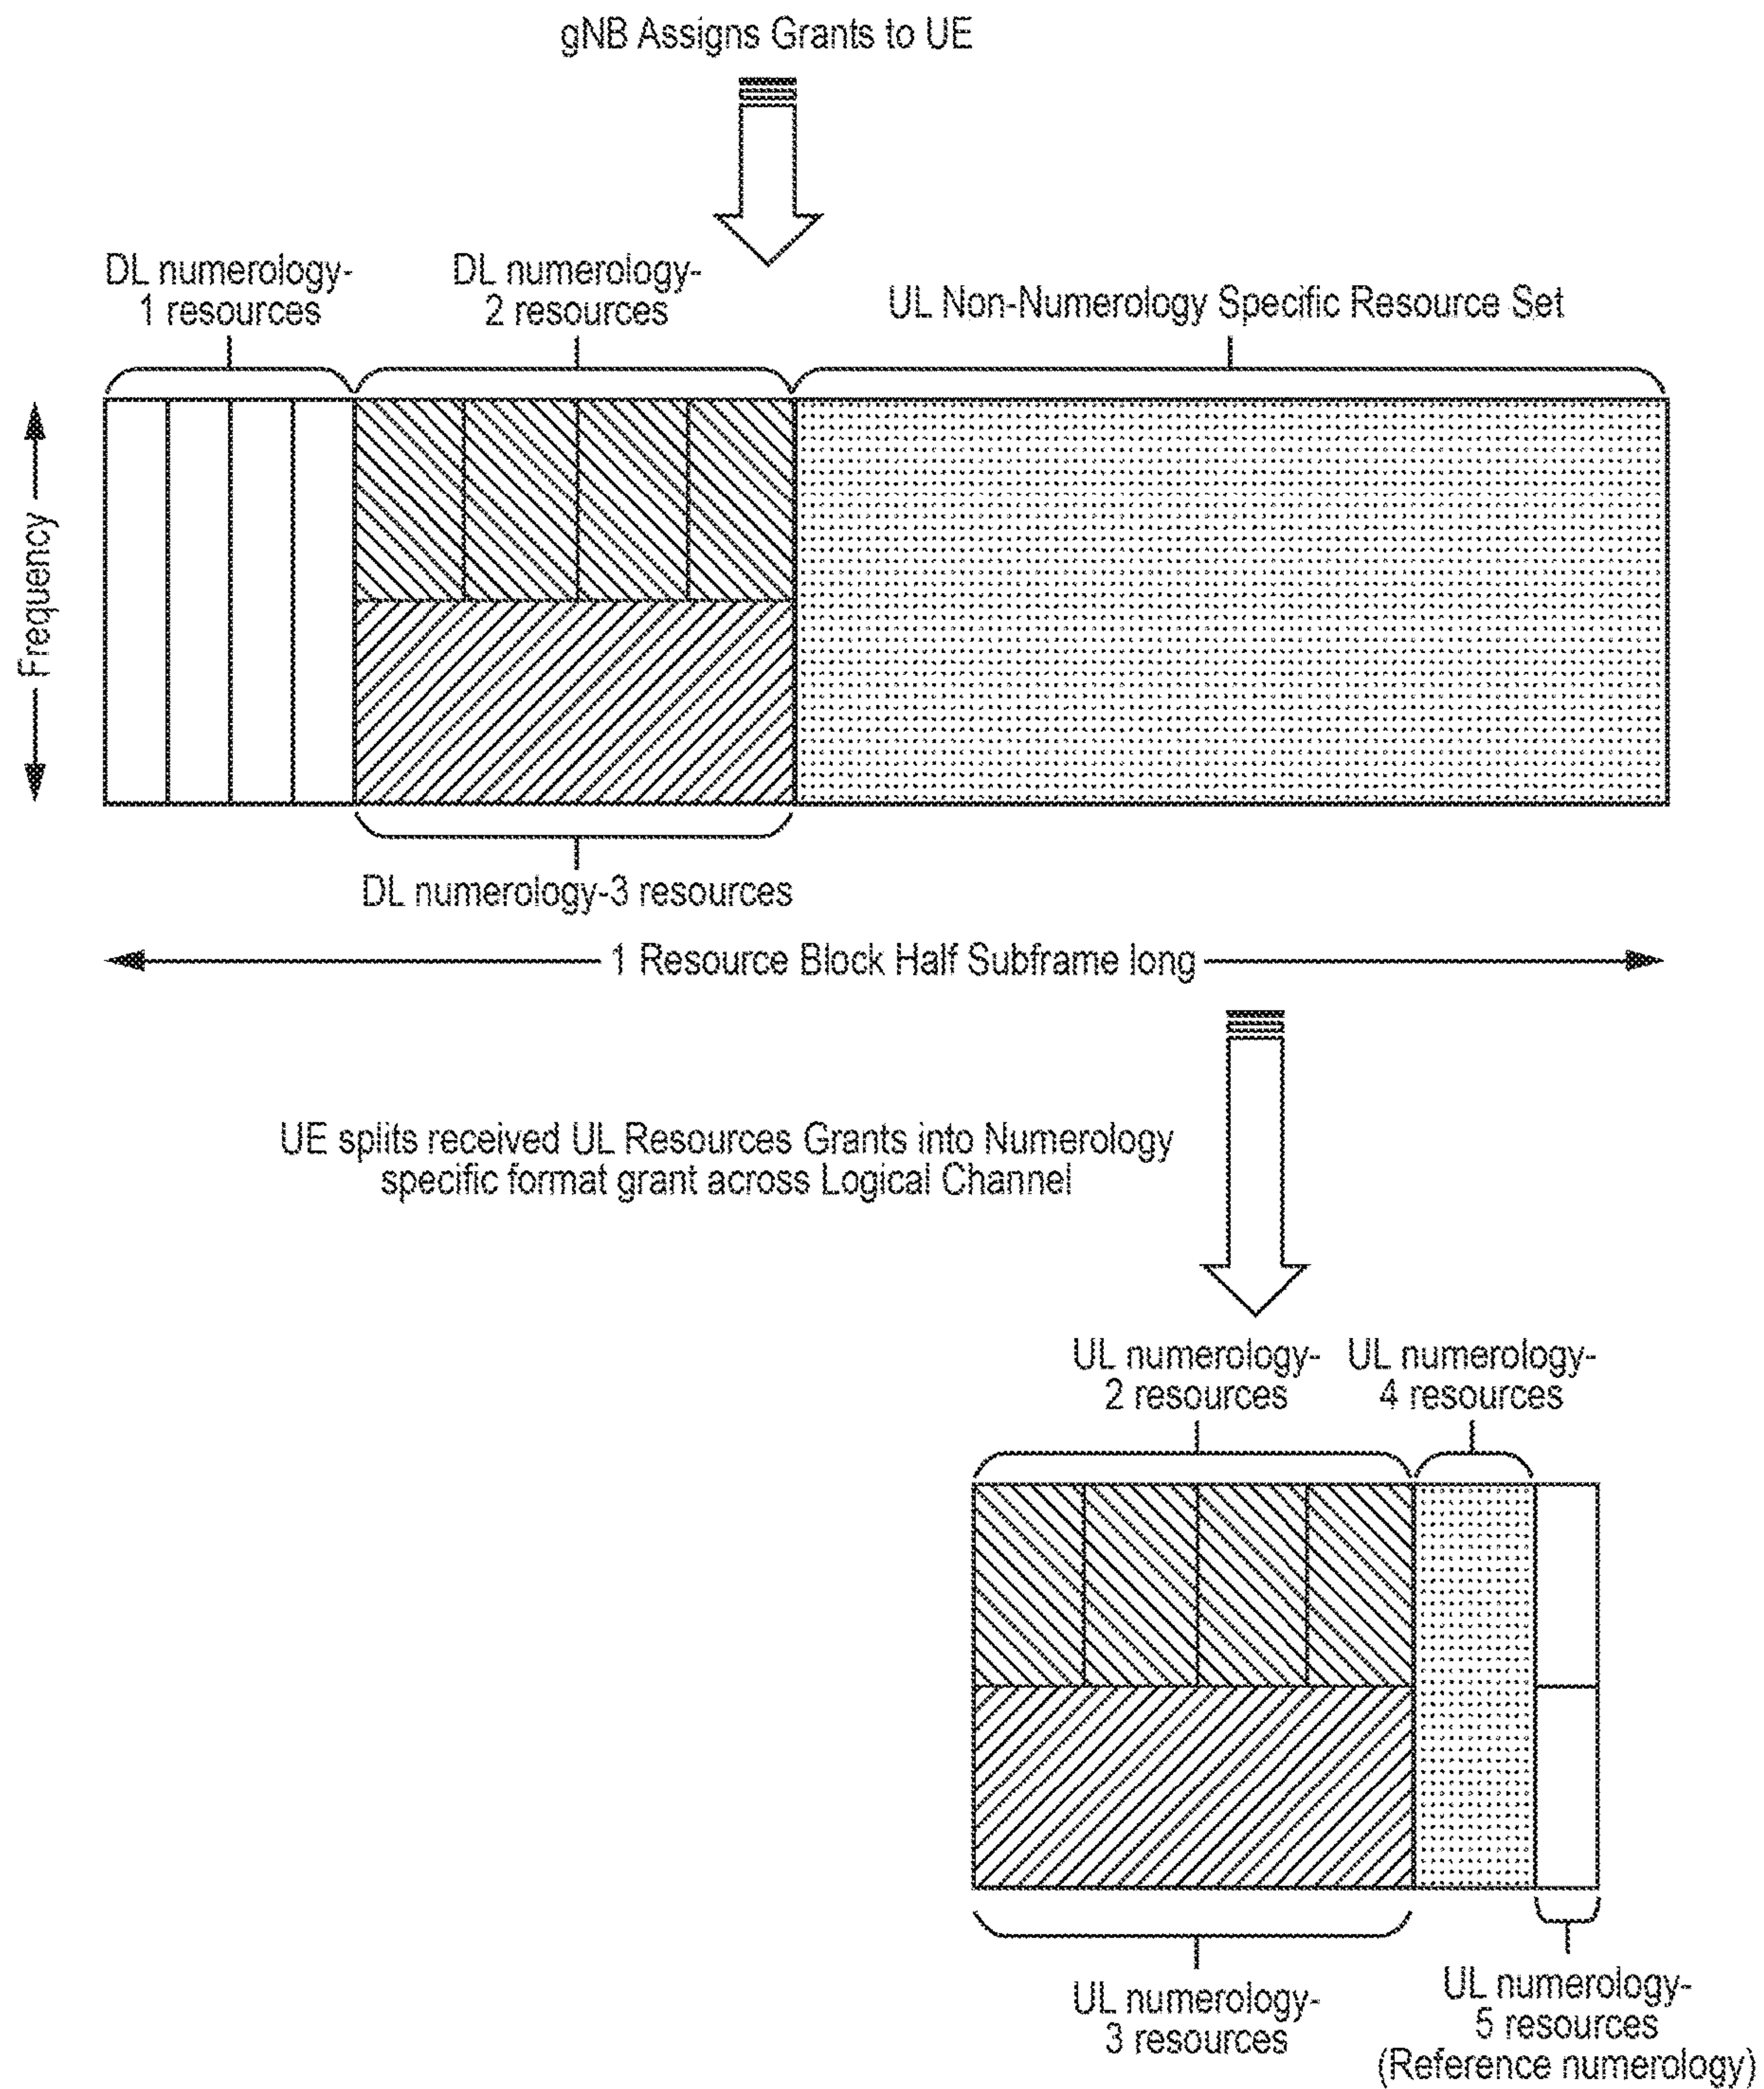 gNB Assigns Grants to UE
DL numerology-
1 resources
DL numerology-
2 resources
UL Non-Numerology Specific Resource Set
Frequency
DL numerology-3 resources
1 Resource Block Half Subframe long
UE splits received UL Resources Grants into Numerology
specific format grant across Logical Channel
UL numerology-
2 resources
UL numerology-
4 resources
UL numerology-
3 resources
UL numerology-
5 resources
(Reference numerology)